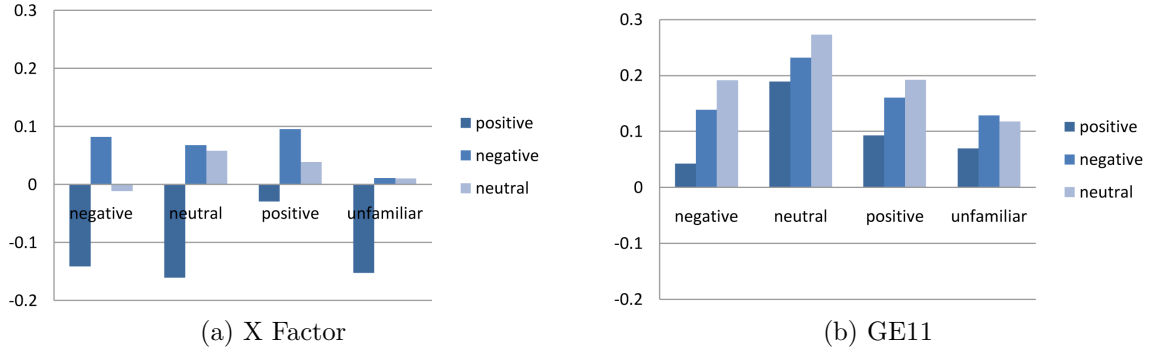 0.3
0.2
0.1
0
-0.1
-0.2
negative neutral positive unfamiliar
positive
negative
neutral
(a) X Factor
0.3
0.2
0.1
0
-0.1
-0.2
negative neutral positive unfamiliar
positive
negative
neutral
(b) GE11